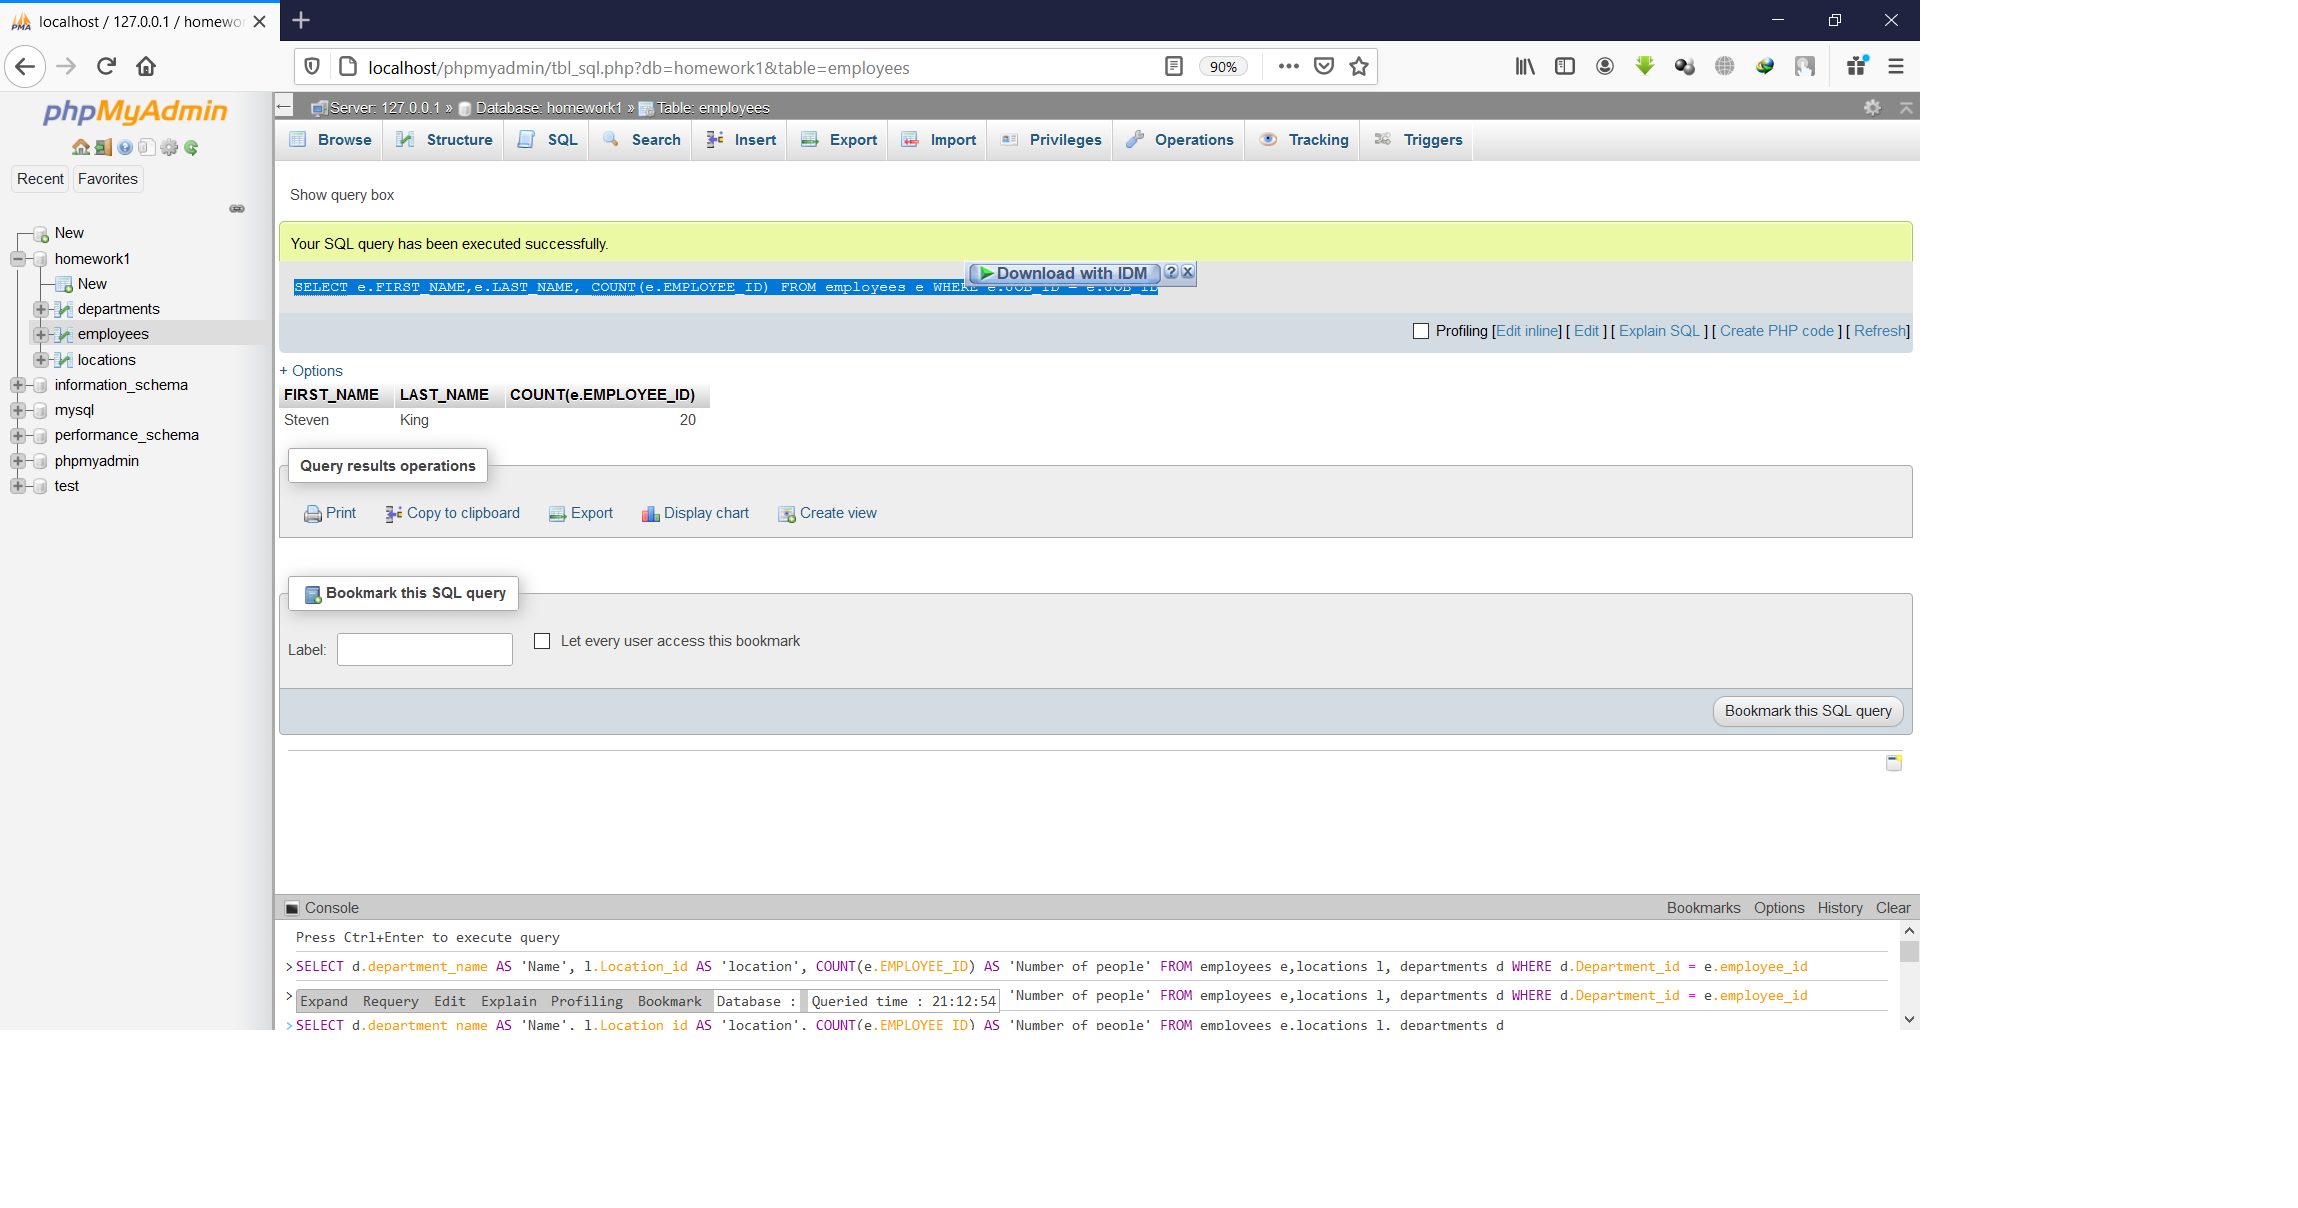 localhost / 127.0.0.1 / homewor
localhost/phpmyadmin/tbl_sql.php?db=homework1&table=employees
90%
phpMyAdmin
Recent
Favorites
New
homework1
New
departments
employees
locations
information_schema
mysql
performance_schema
phpmyadmin
test
Server: 127.0.0.1 » Database: homework1 » Table: employees
Browse Structure SQL Search Insert Export Import Privileges Operations Tracking Triggers
Show query box
Your SQL query has been executed successfully.
Download with IDM
SELECT e.FIRST_NAME,e.LAST_NAME, COUNT(e.EMPLOYEE_ID) FROM employees e WHERE e.JOB_ID = e.JOB_ID
Profiling [Edit inline] [ Edit ] [ Explain SQL ] [ Create PHP code ] [ Refresh]
+ Options
FIRST_NAME LAST_NAME COUNT(e.EMPLOYEE_ID)
Steven King 20
Query results operations
Print Copy to clipboard Export Display chart Create view
Bookmark this SQL query
Label:
Let every user access this bookmark
Bookmark this SQL query
Console
Bookmarks Options History Clear
Press Ctrl+Enter to execute query
>SELECT d.department_name AS 'Name', l.Location_id AS 'location', COUNT(e.EMPLOYEE_ID) AS 'Number of people' FROM employees e,locations l, departments d WHERE d.Department_id = e.employee_id
> Expand Requery Edit Explain Profiling Bookmark Database : Queried time : 21:12:54 'Number of people' FROM employees e,locations l, departments d WHERE d.Department_id = e.employee_id
>SELECT d.department_name AS 'Name', l.Location_id AS 'location', COUNT(e.EMPLOYEE_ID) AS 'Number of people' FROM employees e,locations l, departments d